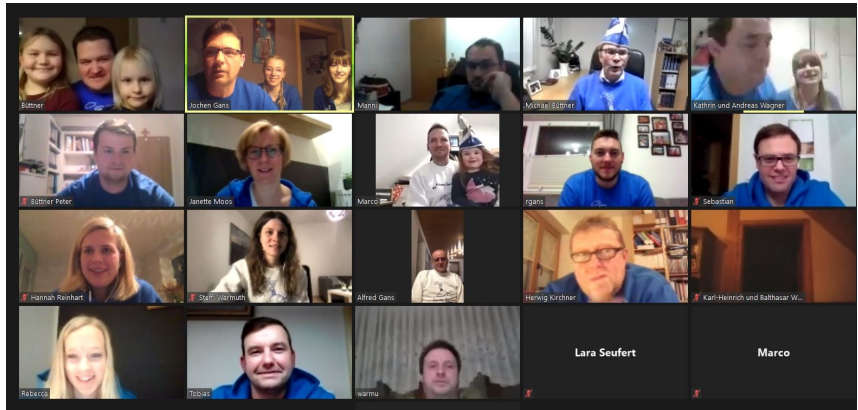 Büttner
Jochen Gans
Manni
Michael Büttner
Kathrin und Andreas Wagner
Büttner Peter
Janette Moos
Marco
rgans
Sebastian
Hannah Reinhart
Steffi Warmuth
Alfred Gans
Herwig Kirchner
Karl-Heinrich und Balthasar W...
Rebecca
Tobias
warmu
Lara Seufert
Marco